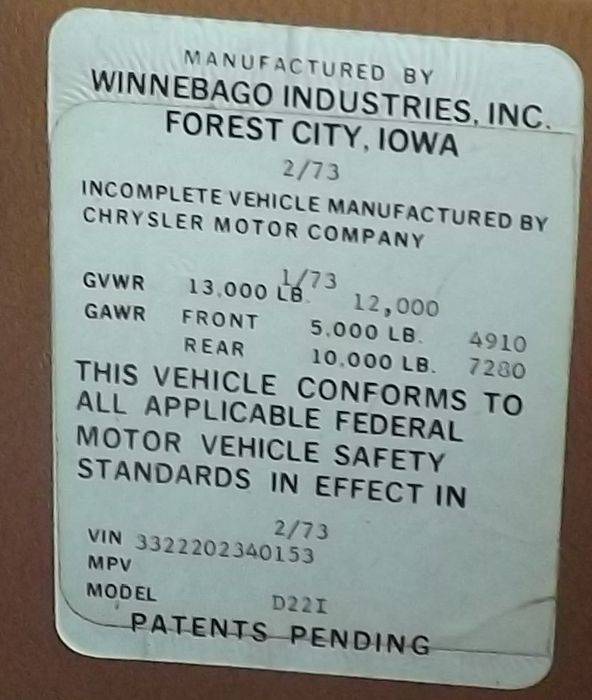 MANUFACTURED BY
WINNEBAGO INDUSTRIES, INC.
FOREST CITY, IOWA
2/73
INCOMPLETE VEHICLE MANUFACTURED BY
CHRYSLER MOTOR COMPANY
1/73
GVWR 13,000 LB. 12,000
GAWR FRONT 5,000 LB. 4910
REAR 10,000 LB. 7280
THIS VEHICLE CONFORMS TO
ALL APPLICABLE FEDERAL
MOTOR VEHICLE SAFETY
STANDARDS IN EFFECT IN
2/73
VIN 3322202340153
MPV
MODEL D22I
PATENTS PENDING